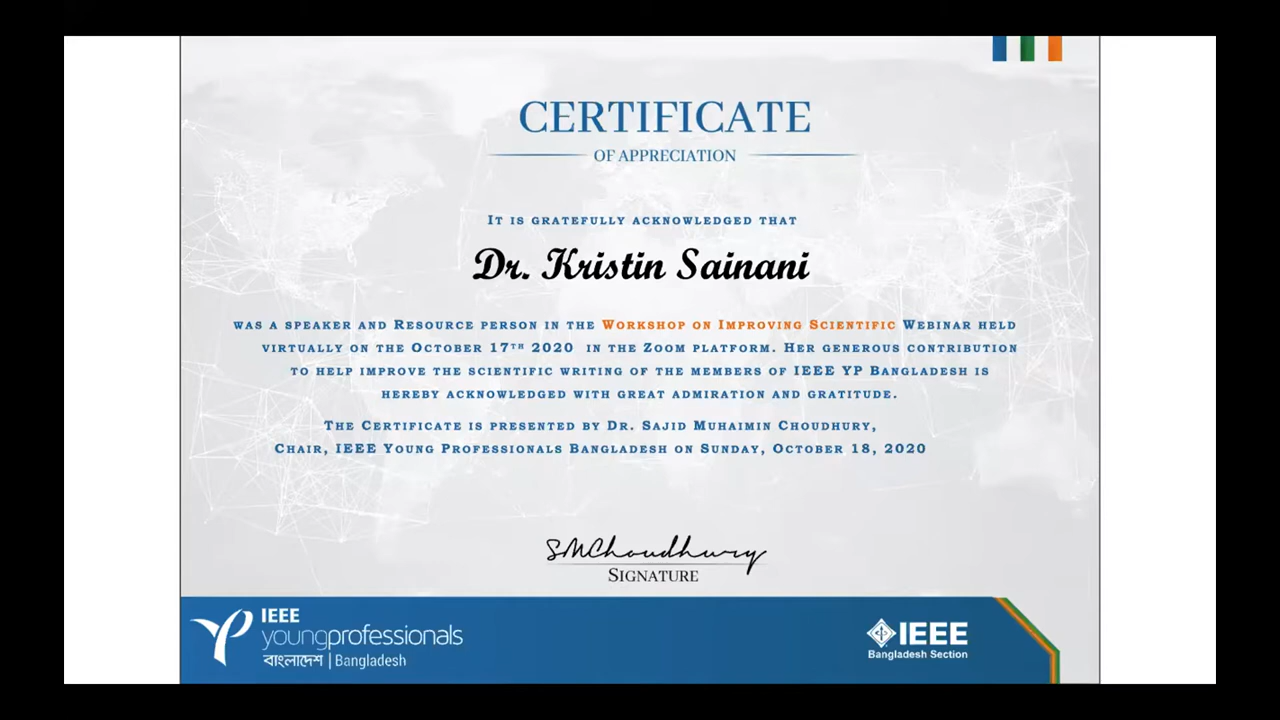 CERTIFICATE
OF APPRECIATION
IT IS GRATEFULLY ACKNOWLEDGED THAT
Dr. Kristin Sainani
WAS A SPEAKER AND RESOURCE PERSON IN THE WORKSHOP ON IMPROVING SCIENTIFIC WEBINAR HELD
VIRTUALLY ON THE OCTOBER 17TH 2020 IN THE ZOOM PLATFORM. HER GENEROUS CONTRIBUTION
TO HELP IMPROVE THE SCIENTIFIC WRITING OF THE MEMBERS OF IEEE YP BANGLADESH IS
HEREBY ACKNOWLEDGED WITH GREAT ADMIRATION AND GRATITUDE.
THE CERTIFICATE IS PRESENTED BY DR. SAJID MUHAIMIN CHOUDHURY,
CHAIR, IEEE YOUNG PROFESSIONALS BANGLADESH ON SUNDAY, OCTOBER 18, 2020
SMChoudhury
SIGNATURE
IEEE
youngprofessionals
বাংলাদেশ | Bangladesh
IEEE
Bangladesh Section